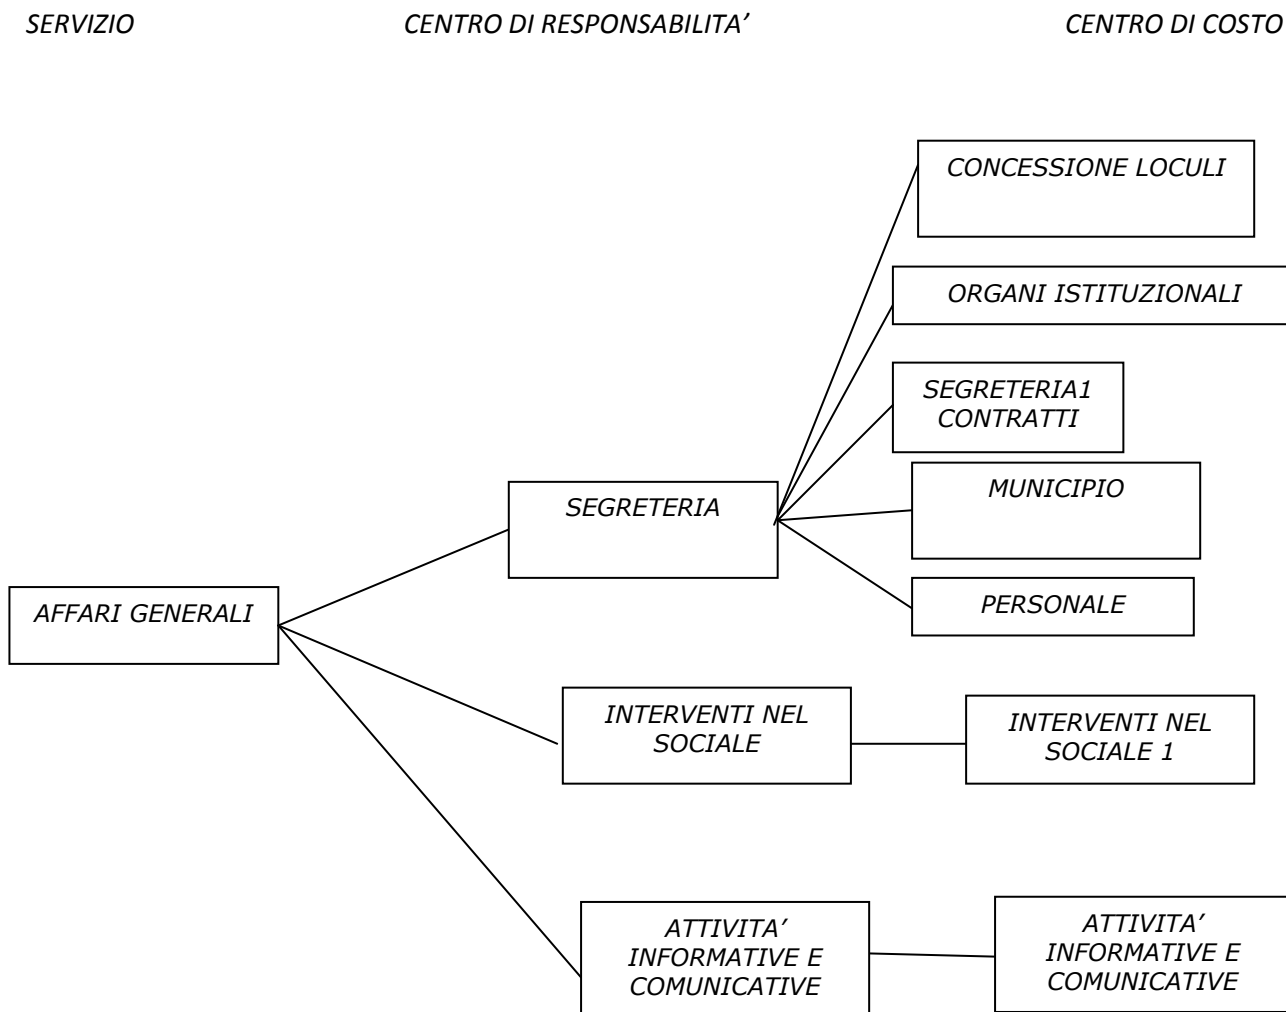 SERVIZIO CENTRO DI RESPONSABILITA’ CENTRO DI COSTO
CONCESSIONE LOCULI
ORGANI ISTITUZIONALI
SEGRETERIA1
CONTRATTI
MUNICIPIO
SEGRETERIA
PERSONALE
AFFARI GENERALI
INTERVENTI NEL
SOCIALE
INTERVENTI NEL
SOCIALE 1
ATTIVITA’
INFORMATIVE E
COMUNICATIVE
ATTIVITA’
INFORMATIVE E
COMUNICATIVE